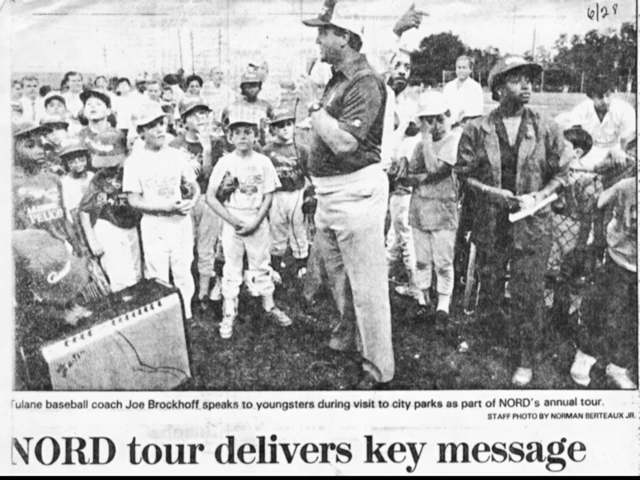 6/28
Tulane baseball coach Joe Brockhoff speaks to youngsters during visit to city parks as part of NORD's annual tour.
STAFF PHOTO BY NORMAN BERTEAUX JR.
NORD tour delivers key message